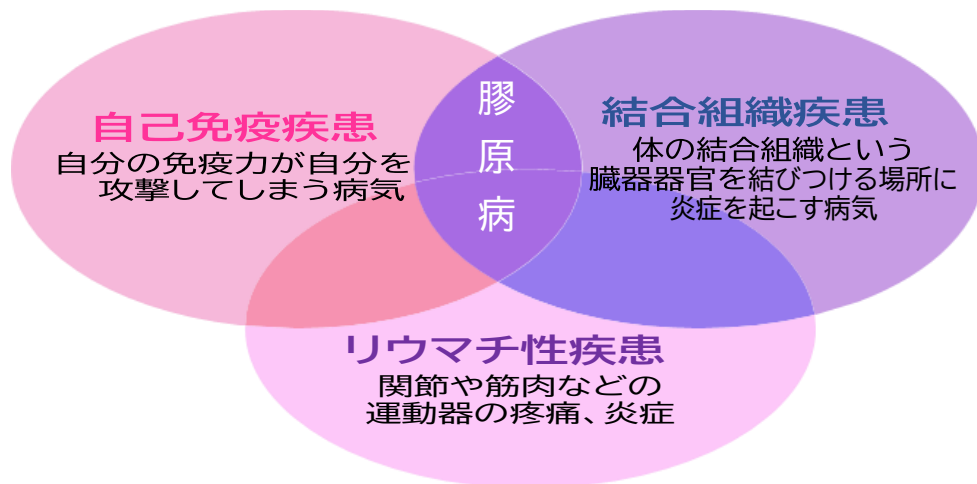 自己免疫疾患
自分の免疫力が自分を
攻撃してしまう病気
膠原病
結合組織疾患
体の結合組織という
臓器器官を結びつける場所に
炎症を起こす病気
リウマチ性疾患
関節や筋肉などの
運動器の疼痛、炎症